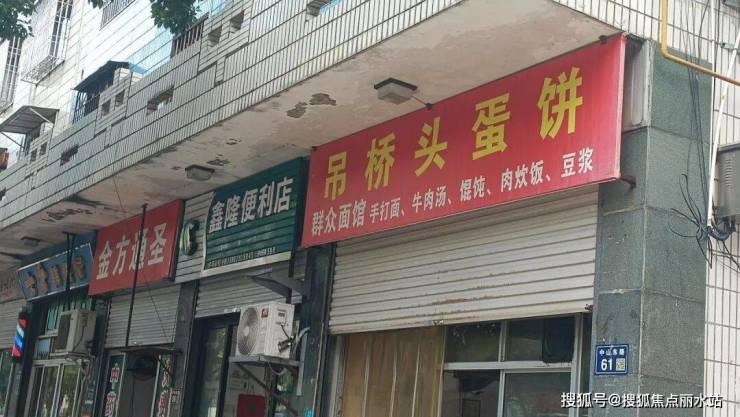 吊桥头蛋饼
群众面馆 手打面、牛肉汤、馄饨、肉炊饭、豆浆
鑫隆便利店
金方通圣
中山东路
61
搜狐号@搜狐焦点丽水站